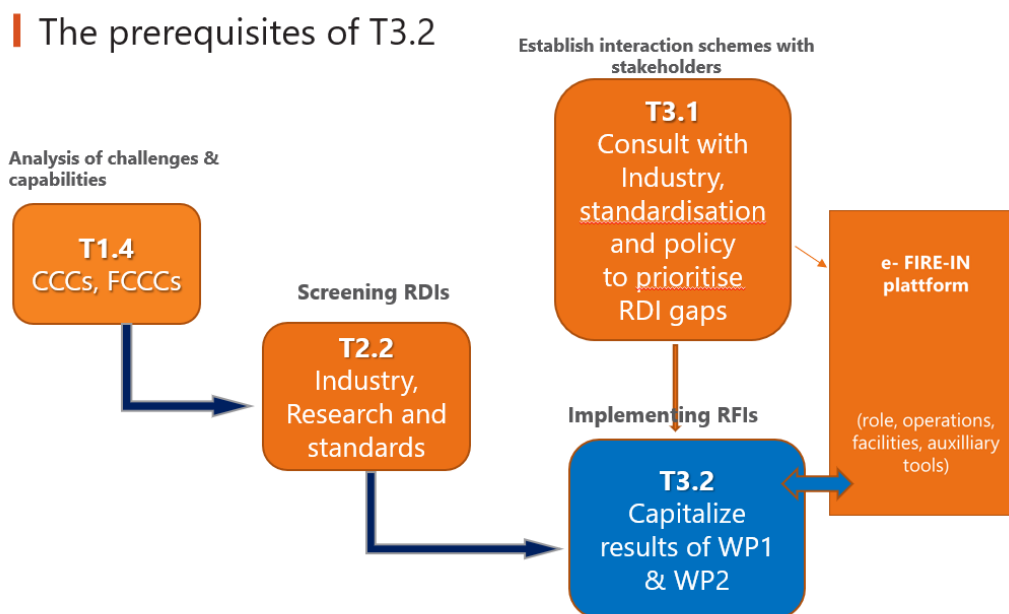 The prerequisites of T3.2
Establish interaction schemes with
stakeholders
T3.1
Consult with
Industry,
standardisation
and policy
to prioritise
RDI gaps
Analysis of challenges &
capabilities
T1.4
CCCs, FCCCs
Screening RDIs
T2.2
Industry,
Research and
standards
e- FIRE-IN
plattform
(role, operations,
facilities, auxilliary
tools)
Implementing RFIs
T3.2
Capitalize
results of WP1
& WP2